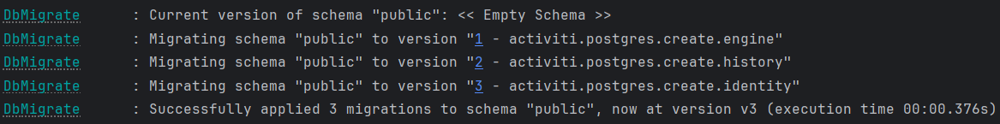 DbMigrate : Current version of schema "public": << Empty Schema >>
DbMigrate : Migrating schema "public" to version "1 - activiti.postgres.create.engine"
DbMigrate : Migrating schema "public" to version "2 - activiti.postgres.create.history"
DbMigrate : Migrating schema "public" to version "3 - activiti.postgres.create.identity"
DbMigrate : Successfully applied 3 migrations to schema "public", now at version v3 (execution time 00:00.376s)